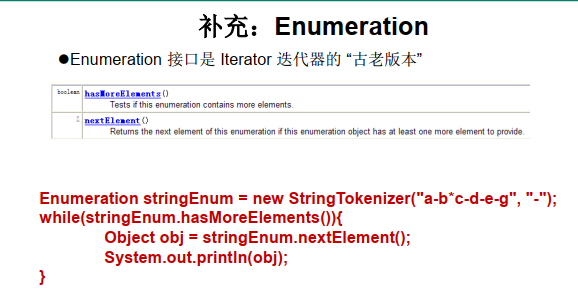 补充：Enumeration
●Enumeration 接口是 Iterator 迭代器的 “古老版本”
boolean hasMoreElements()
Tests if this enumeration contains more elements.
E nextElement()
Returns the next element of this enumeration if this enumeration object has at least one more element to provide.
Enumeration stringEnum = new StringTokenizer("a-b*c-d-e-g", "-");
while(stringEnum.hasMoreElements()){
Object obj = stringEnum.nextElement();
System.out.println(obj);
}